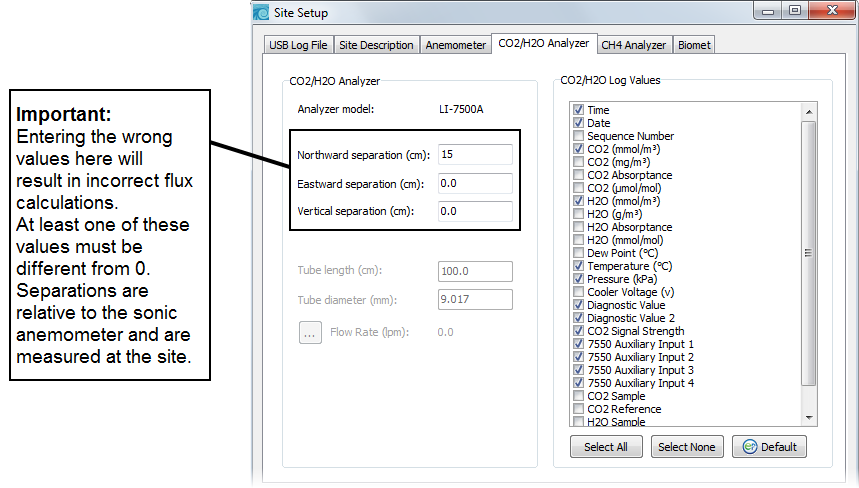 Site Setup
USB Log File
Site Description
Anemometer
CO2/H2O Analyzer
CH4 Analyzer
Biomet
Important:
Entering the wrong
values here will
result in incorrect flux
calculations.
At least one of these
values must be
different from 0.
Separations are
relative to the sonic
anemometer and are
measured at the site.
CO2/H2O Analyzer
Analyzer model: LI-7500A
Northward separation (cm): 15
Eastward separation (cm): 0.0
Vertical separation (cm): 0.0
Tube length (cm): 100.0
Tube diameter (mm): 9.017
... Flow Rate (lpm): 0.0
CO2/H2O Log Values
Time
Date
Sequence Number
CO2 (mmol/m³)
CO2 (mg/m³)
CO2 Absorptance
CO2 (µmol/mol)
H2O (mmol/m³)
H2O (g/m³)
H2O Absorptance
H2O (mmol/mol)
Dew Point (°C)
Temperature (°C)
Pressure (kPa)
Cooler Voltage (v)
Diagnostic Value
Diagnostic Value 2
CO2 Signal Strength
7550 Auxiliary Input 1
7550 Auxiliary Input 2
7550 Auxiliary Input 3
7550 Auxiliary Input 4
CO2 Sample
CO2 Reference
H2O Sample
Select All
Select None
Default